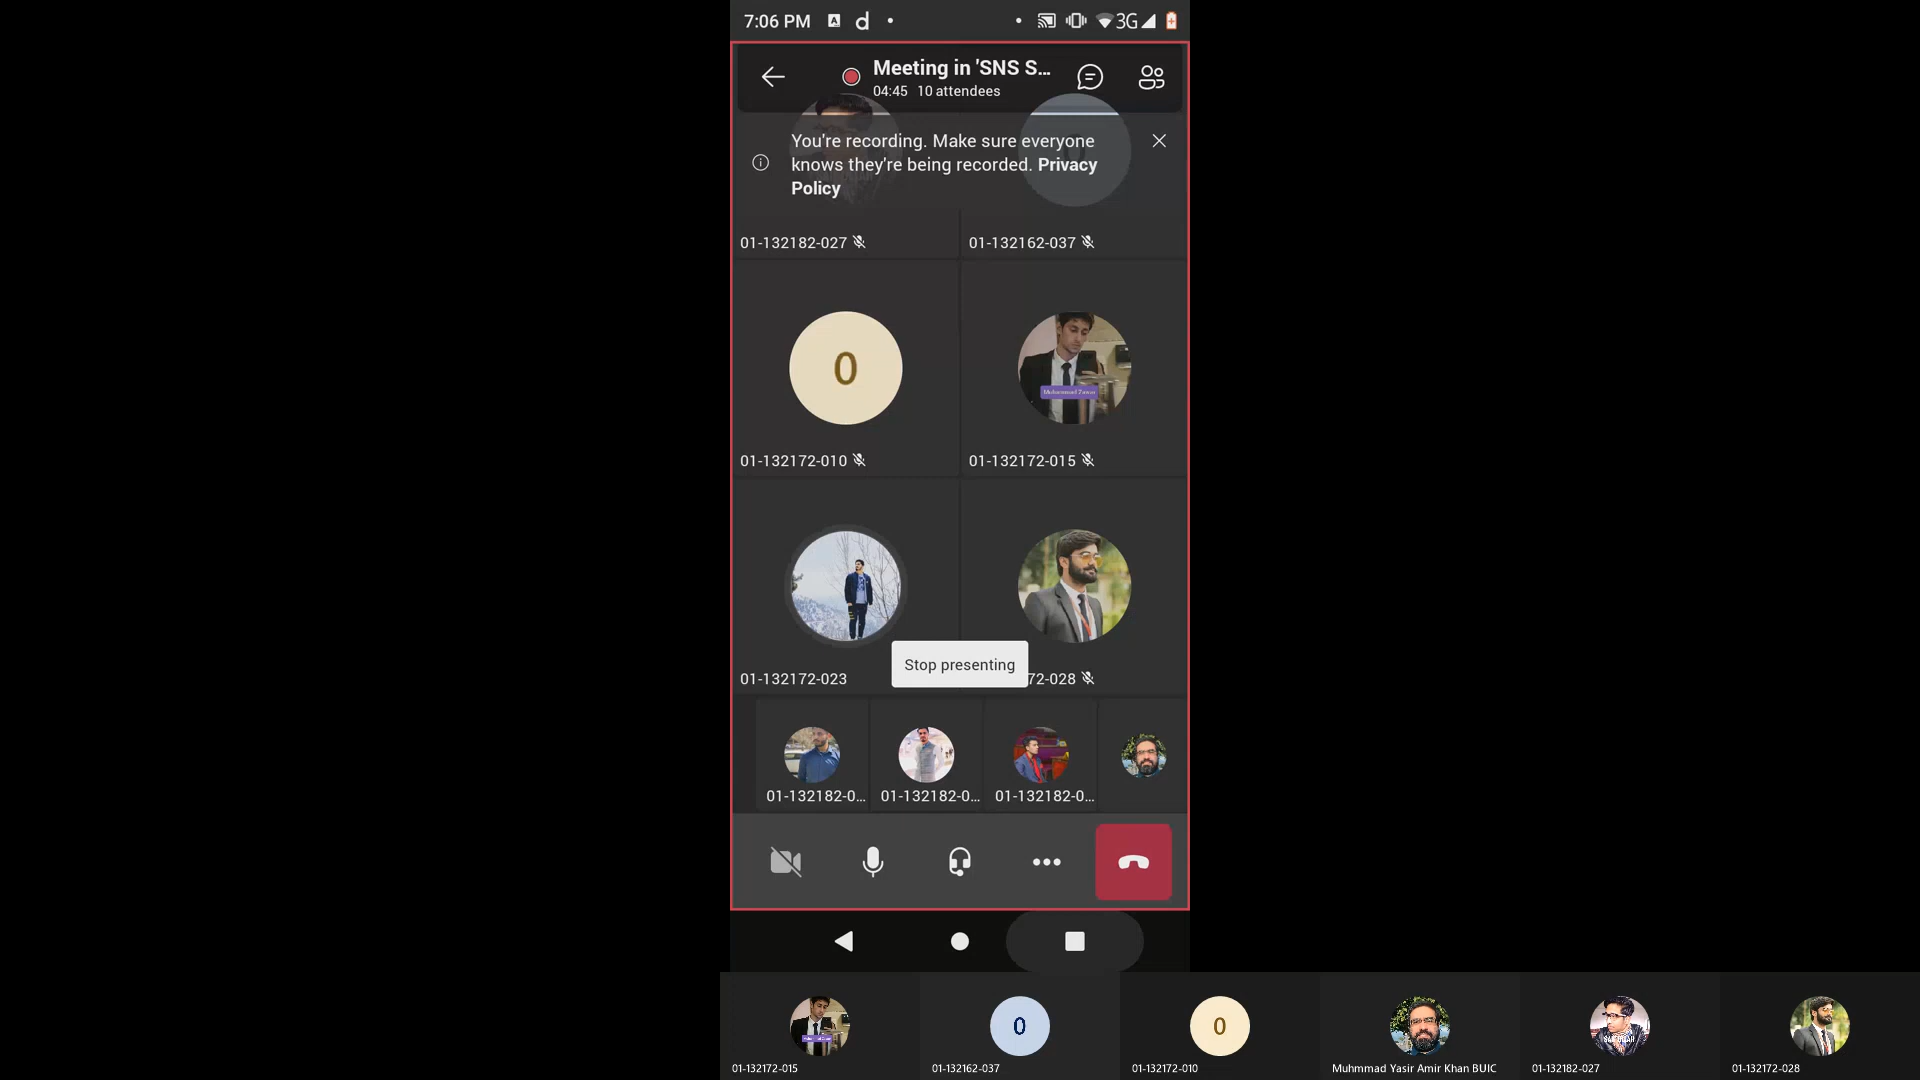 7:06 PM
3G
Meeting in 'SNS S...
04:45 10 attendees
You're recording. Make sure everyone
knows they're being recorded. Privacy
Policy
01-132182-027
01-132162-037
0
01-132172-010
01-132172-015
01-132172-023
Stop presenting
72-028
01-132182-0...
01-132182-0...
01-132182-0...
0
0
01-132172-015
01-132162-037
01-132172-010
Muhmmad Yasir Amir Khan BUIC
01-132182-027
01-132172-028